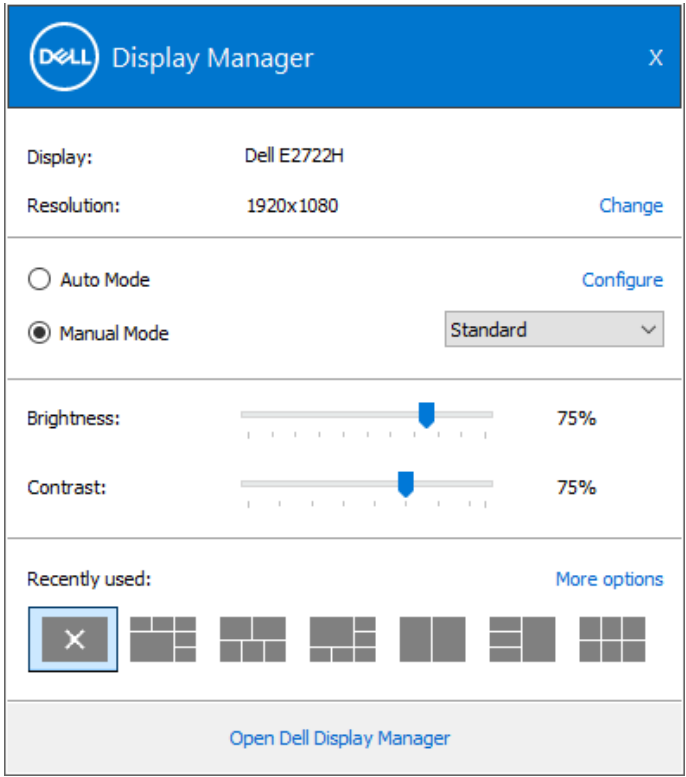 DELL Display Manager X
Display: Dell E2722H
Resolution: 1920x1080 Change
Auto Mode Configure
Manual Mode Standard
Brightness: 75%
Contrast: 75%
Recently used: More options
Open Dell Display Manager